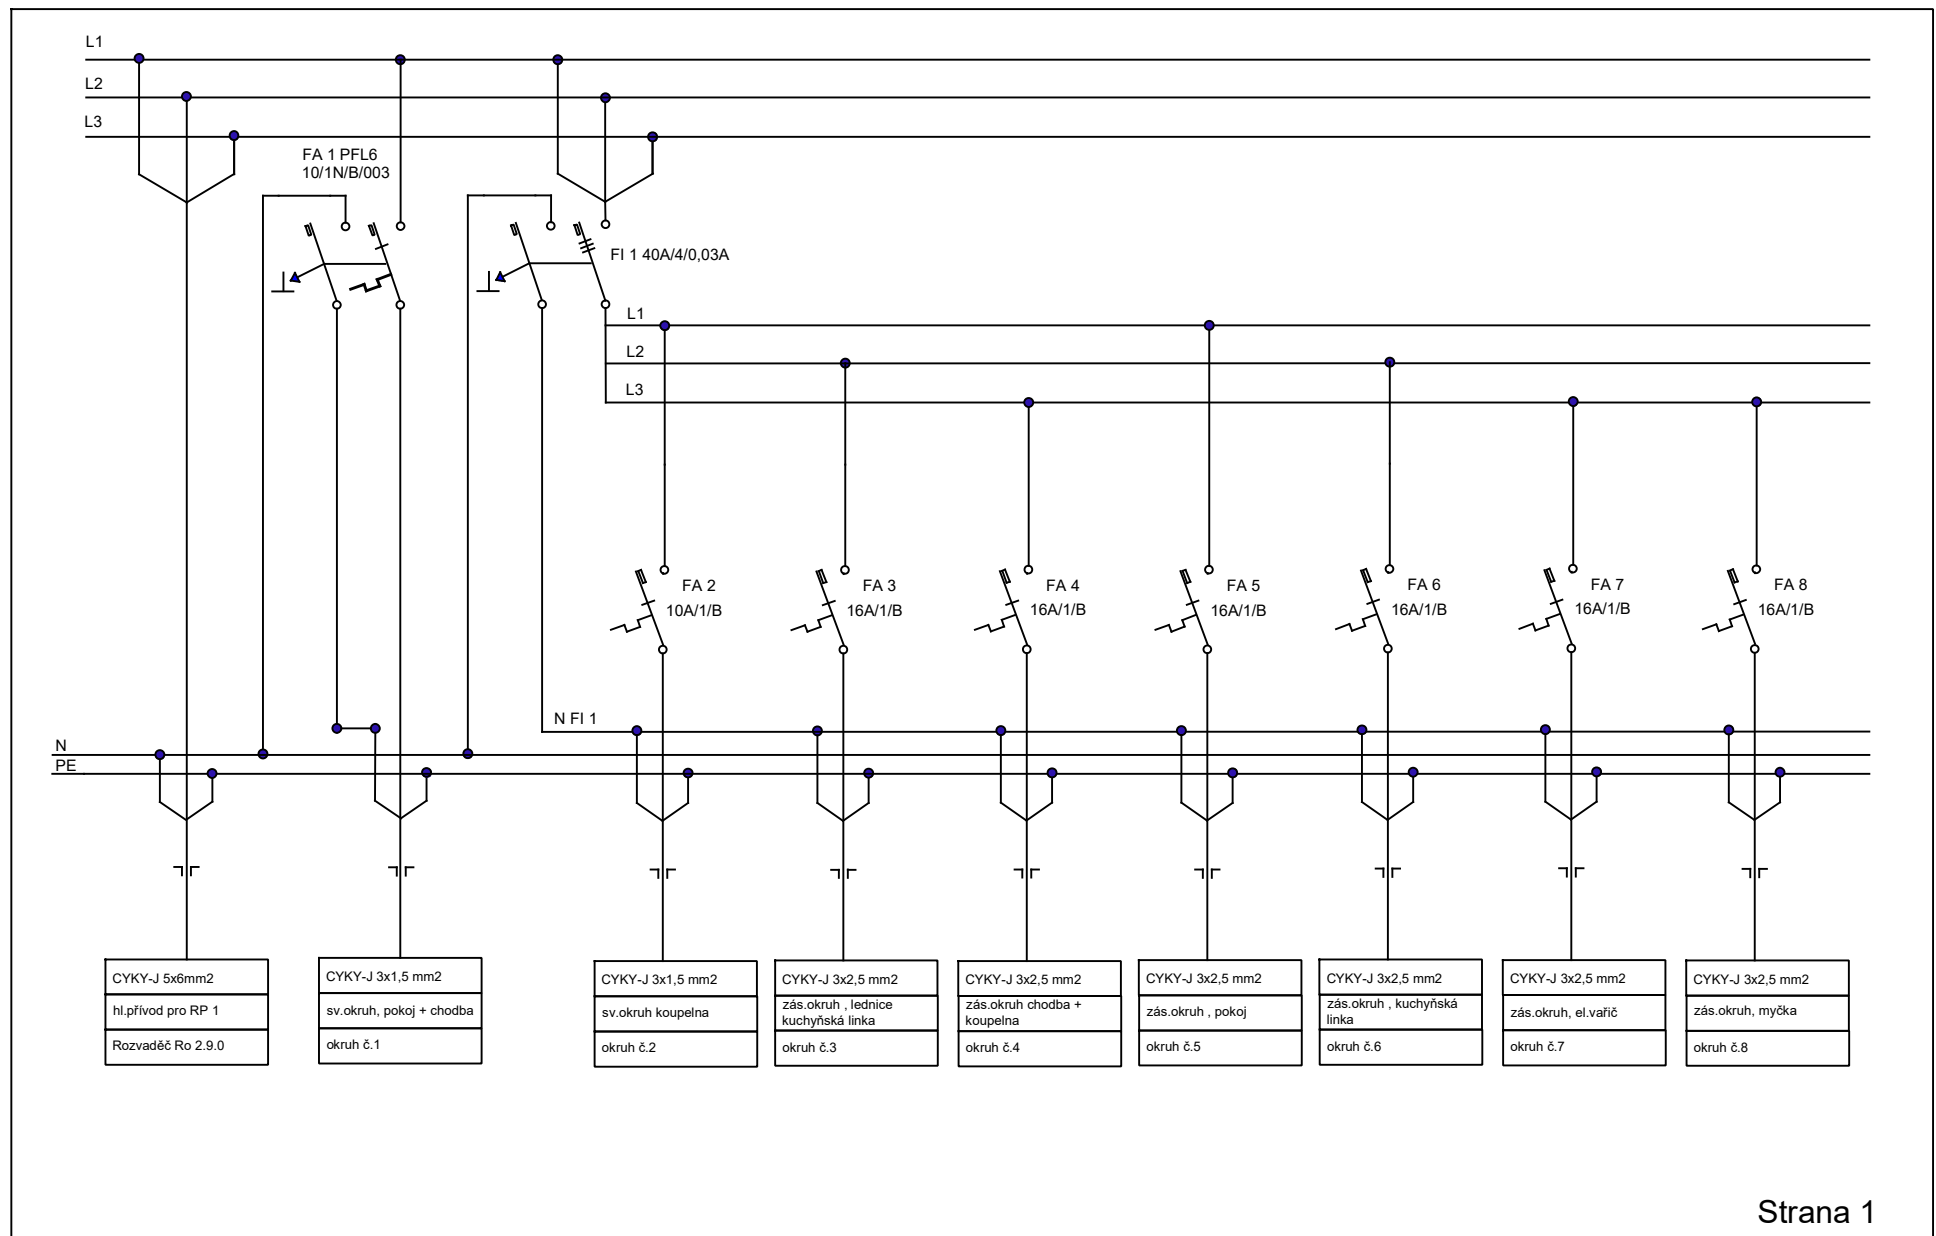 L1
L2
L3
FA 1 PFL6
10/1N/B/003
FI 1 40A/4/0,03A
L1
L2
L3
FA 2
10A/1/B
FA 3
16A/1/B
FA 4
16A/1/B
FA 5
16A/1/B
FA 6
16A/1/B
FA 7
16A/1/B
FA 8
16A/1/B
N FI 1
N
PE
CYKY-J 5x6mm2
hl.přívod pro RP 1
Rozvaděč Ro 2.9.0
CYKY-J 3x1,5 mm2
sv.okruh, pokoj + chodba
okruh č.1
CYKY-J 3x1,5 mm2
sv.okruh koupelna
okruh č.2
CYKY-J 3x2,5 mm2
zás.okruh , lednice
kuchyňská linka
okruh č.3
CYKY-J 3x2,5 mm2
zás.okruh chodba +
koupelna
okruh č.4
CYKY-J 3x2,5 mm2
zás.okruh , pokoj
okruh č.5
CYKY-J 3x2,5 mm2
zás.okruh , kuchyňská
linka
okruh č.6
CYKY-J 3x2,5 mm2
zás.okruh, el.vařič
okruh č.7
CYKY-J 3x2,5 mm2
zás.okruh, myčka
okruh č.8
Strana 1